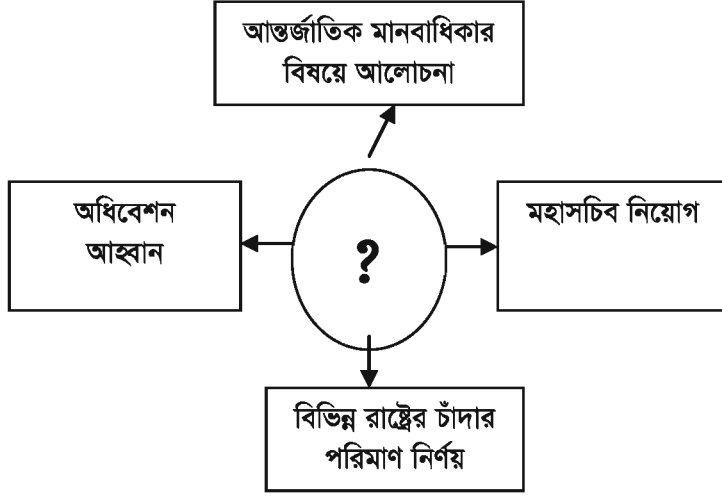 আন্তর্জাতিক মানবাধিকার
বিষয়ে আলোচনা
অধিবেশন
আহ্বান
?
মহাসচিব নিয়োগ
বিভিন্ন রাষ্ট্রের চাঁদার
পরিমাণ নির্ণয়